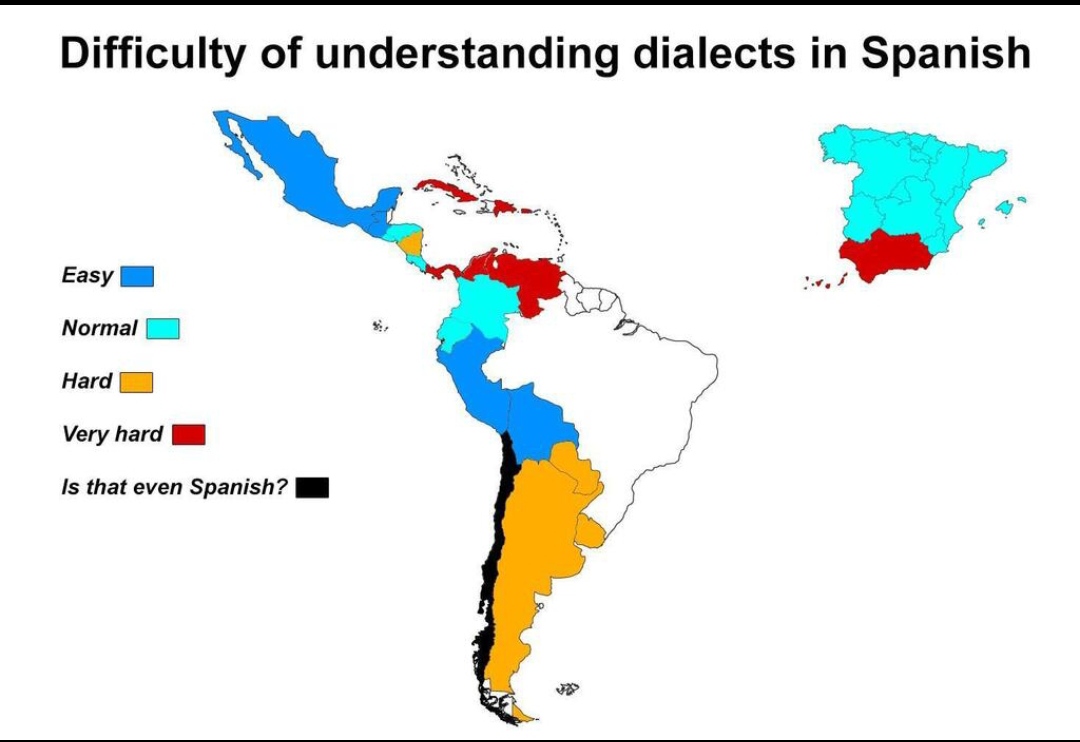 Difficulty of understanding dialects in Spanish
Easy
Normal
Hard
Very hard
Is that even Spanish?